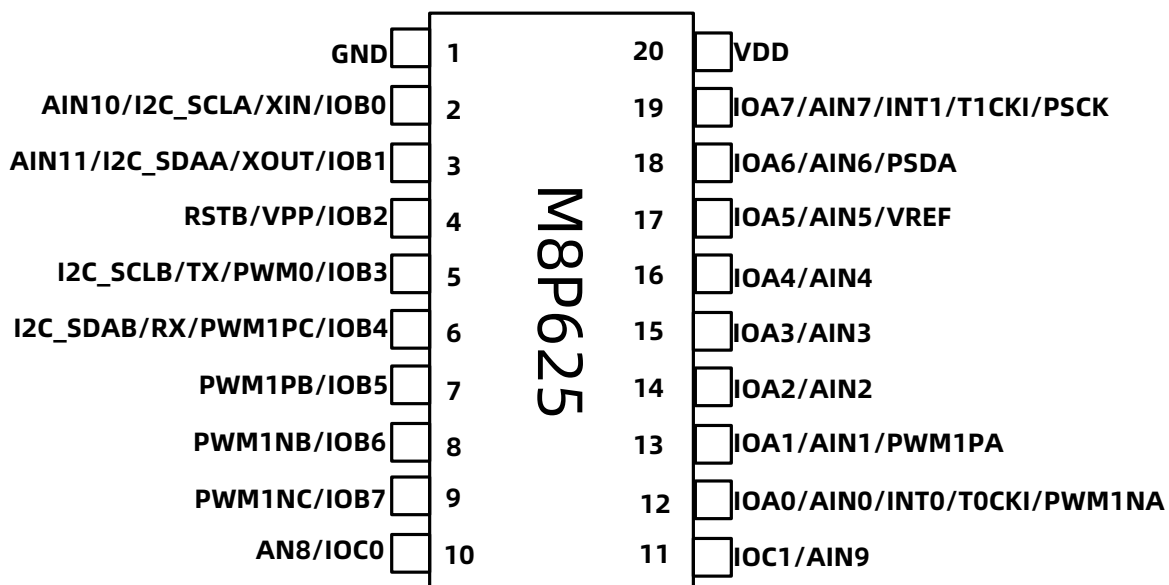 GND 1 20 VDD
AIN10/I2C_SCLA/XIN/IOB0 2 19 IOA7/AIN7/INT1/T1CKI/PSCK
AIN11/I2C_SDAA/XOUT/IOB1 3 18 IOA6/AIN6/PSDA
RSTB/VPP/IOB2 4 17 IOA5/AIN5/VREF
I2C_SCLB/TX/PWM0/IOB3 5 16 IOA4/AIN4
I2C_SDAB/RX/PWM1PC/IOB4 6 15 IOA3/AIN3
PWM1PB/IOB5 7 14 IOA2/AIN2
PWM1NB/IOB6 8 13 IOA1/AIN1/PWM1PA
PWM1NC/IOB7 9 12 IOA0/AIN0/INT0/T0CKI/PWM1NA
AN8/IOC0 10 11 IOC1/AIN9
M8P625